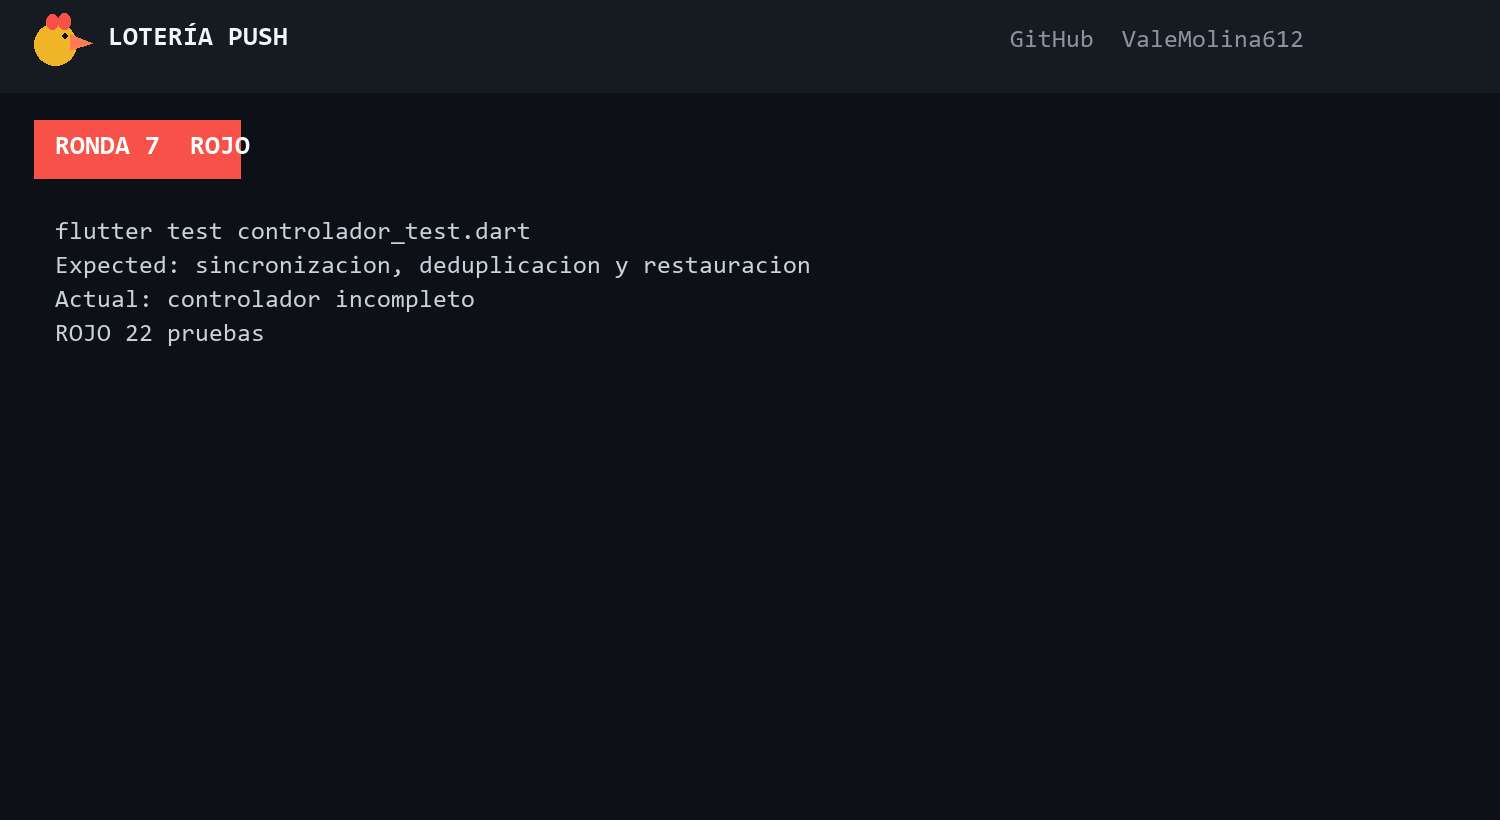 LOTERÍA PUSH
GitHub ValeMolina612
RONDA 7 ROJO
flutter test controlador_test.dart
Expected: sincronizacion, deduplicacion y restauracion
Actual: controlador incompleto
ROJO 22 pruebas